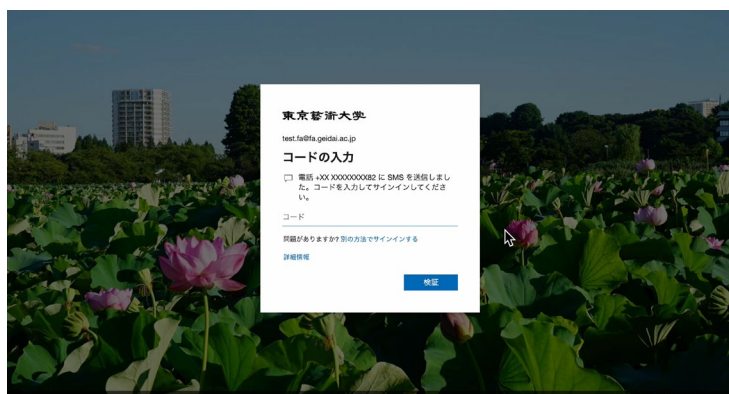 東京藝術大学
test.fa@fa.geidai.ac.jp
コードの入力
電話 +XX XXXXXXXX82 に SMS を送信しまし
た。コードを入力してサインインしてくださ
い。
コード
問題がありますか? 別の方法でサインインする
詳細情報
検証